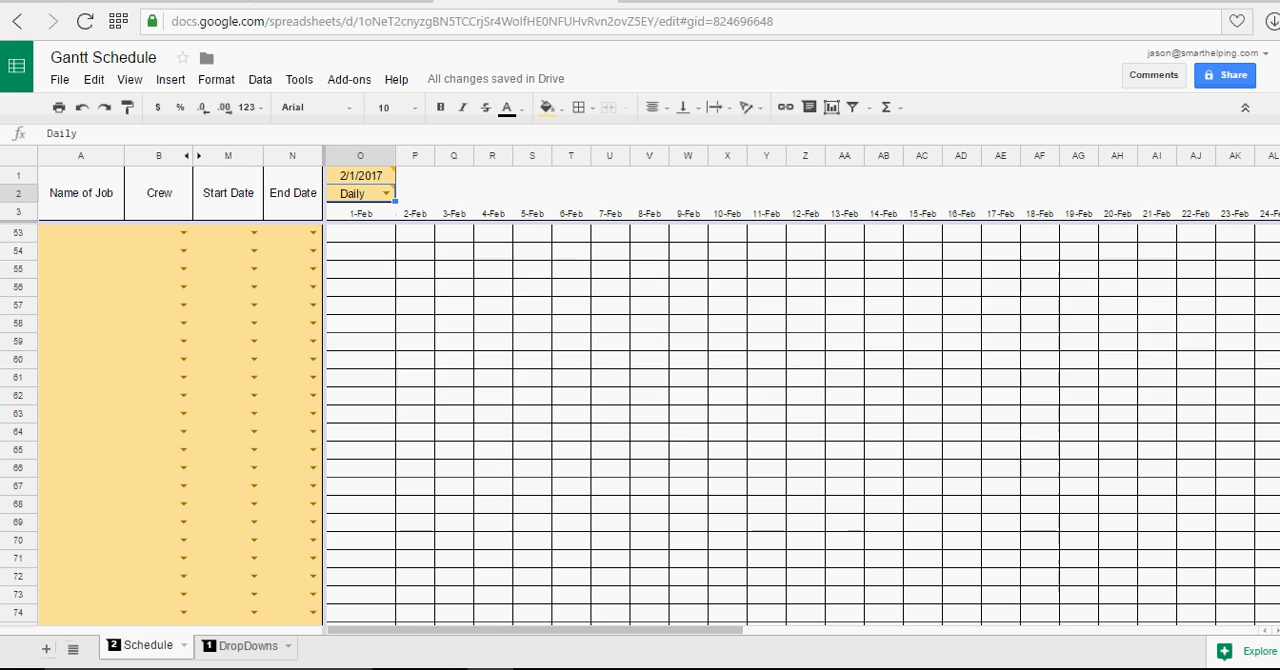 docs.google.com/spreadsheets/d/1oNeT2cnyzgBN5TCCrjSr4WoIfHE0NFUHvRvn2ovZ5EY/edit#gid=824696648
Gantt Schedule
jason@smarthelping.com
File Edit View Insert Format Data Tools Add-ons Help All changes saved in Drive
Comments Share
$ % .0 .00 123 Arial 10 B I S A Σ
fx Daily
A B M N O P Q R S T U V W X Y Z AA AB AC AD AE AF AG AH AI AJ AK AL
1 2/1/2017
2 Name of Job Crew Start Date End Date Daily
3 1-Feb 2-Feb 3-Feb 4-Feb 5-Feb 6-Feb 7-Feb 8-Feb 9-Feb 10-Feb 11-Feb 12-Feb 13-Feb 14-Feb 15-Feb 16-Feb 17-Feb 18-Feb 19-Feb 20-Feb 21-Feb 22-Feb 23-Feb 24-Fe
53
54
55
56
57
58
59
60
61
62
63
64
65
66
67
68
69
70
71
72
73
74
+ 2 Schedule 1 DropDowns
Explore